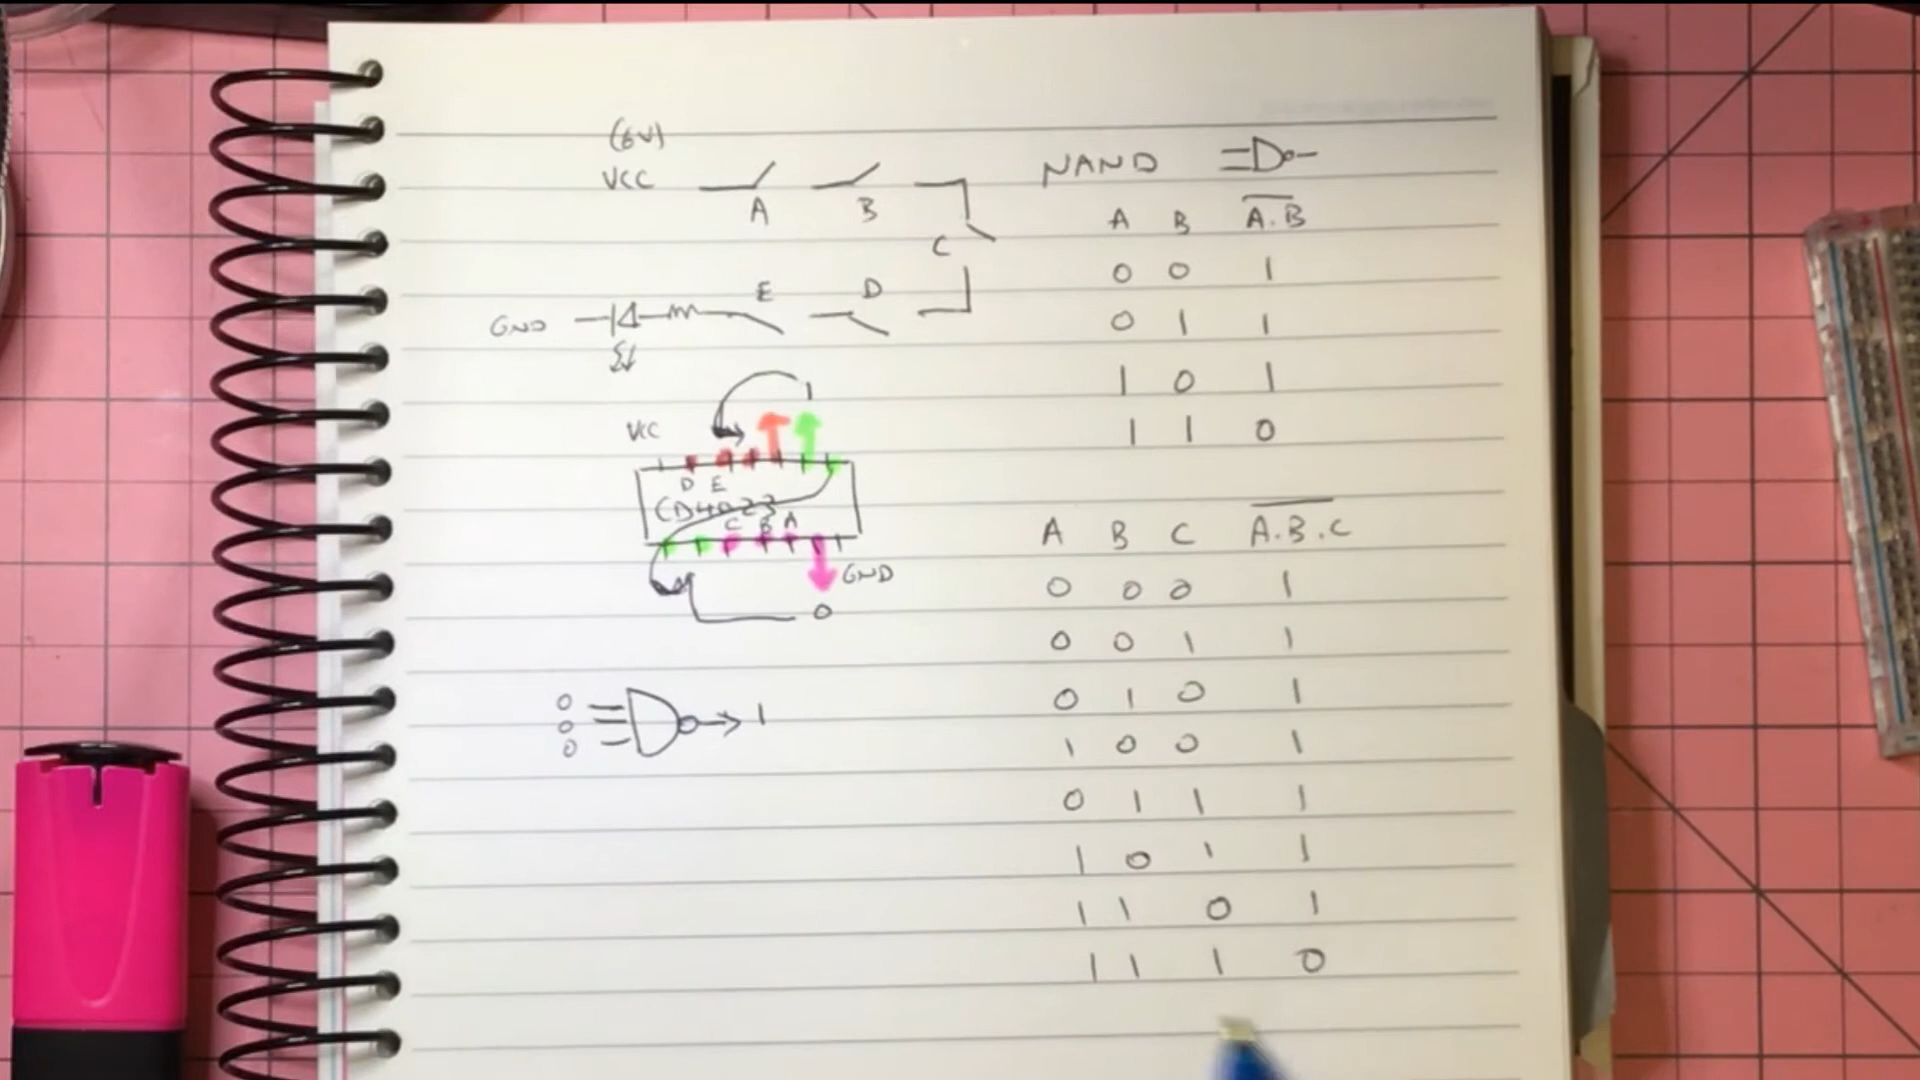 (6V)
VCC
A B
C
E D
GND
1
VCC
D E
CD4023
C B A
GND
0
0
0
0
1
NAND
A B A.B
0 0 1
0 1 1
1 0 1
1 1 0
A B C A.B.C
0 0 0 1
0 0 1 1
0 1 0 1
1 0 0 1
0 1 1 1
1 0 1 1
1 1 0 1
1 1 1 0